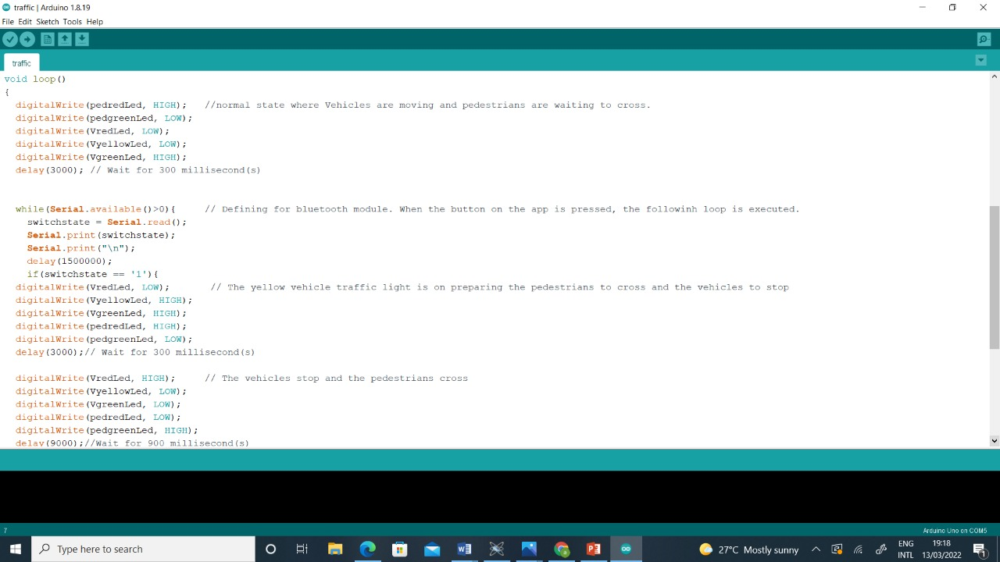 traffic | Arduino 1.8.19
File Edit Sketch Tools Help
traffic
void loop()
{
digitalWrite(pedredLed, HIGH); //normal state where Vehicles are moving and pedestrians are waiting to cross.
digitalWrite(pedgreenLed, LOW);
digitalWrite(VredLed, LOW);
digitalWrite(VyellowLed, LOW);
digitalWrite(VgreenLed, HIGH);
delay(3000); // Wait for 300 millisecond(s)
while(Serial.available()>0){ // Defining for bluetooth module. When the button on the app is pressed, the followinh loop is executed.
switchstate = Serial.read();
Serial.print(switchstate);
Serial.print("\n");
delay(1500000);
if(switchstate == '1'){
digitalWrite(VredLed, LOW); // The yellow vehicle traffic light is on preparing the pedestrians to cross and the vehicles to stop
digitalWrite(VyellowLed, HIGH);
digitalWrite(VgreenLed, HIGH);
digitalWrite(pedredLed, HIGH);
digitalWrite(pedgreenLed, LOW);
delay(3000);// Wait for 300 millisecond(s)
digitalWrite(VredLed, HIGH); // The vehicles stop and the pedestrians cross
digitalWrite(VyellowLed, LOW);
digitalWrite(VgreenLed, LOW);
digitalWrite(pedredLed, LOW);
digitalWrite(pedgreenLed, HIGH);
delay(9000);//Wait for 900 millisecond(s)
7
Arduino Uno on COM5
Type here to search
27°C Mostly sunny
ENG
INTL
19:18
13/03/2022
1